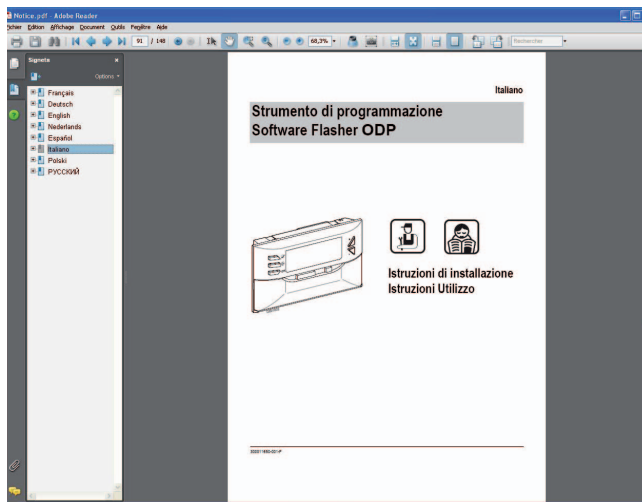 Notice.pdf - Adobe Reader
Fichier Edition Affichage Document Outils Fenêtre Aide
91 / 148 68,3% Rechercher
Signets
Options
Français
Deutsch
English
Nederlands
Español
Italiano
Polski
РУССКИЙ
Italiano
Strumento di programmazione
Software Flasher ODP
Istruzioni di installazione
Istruzioni Utilizzo